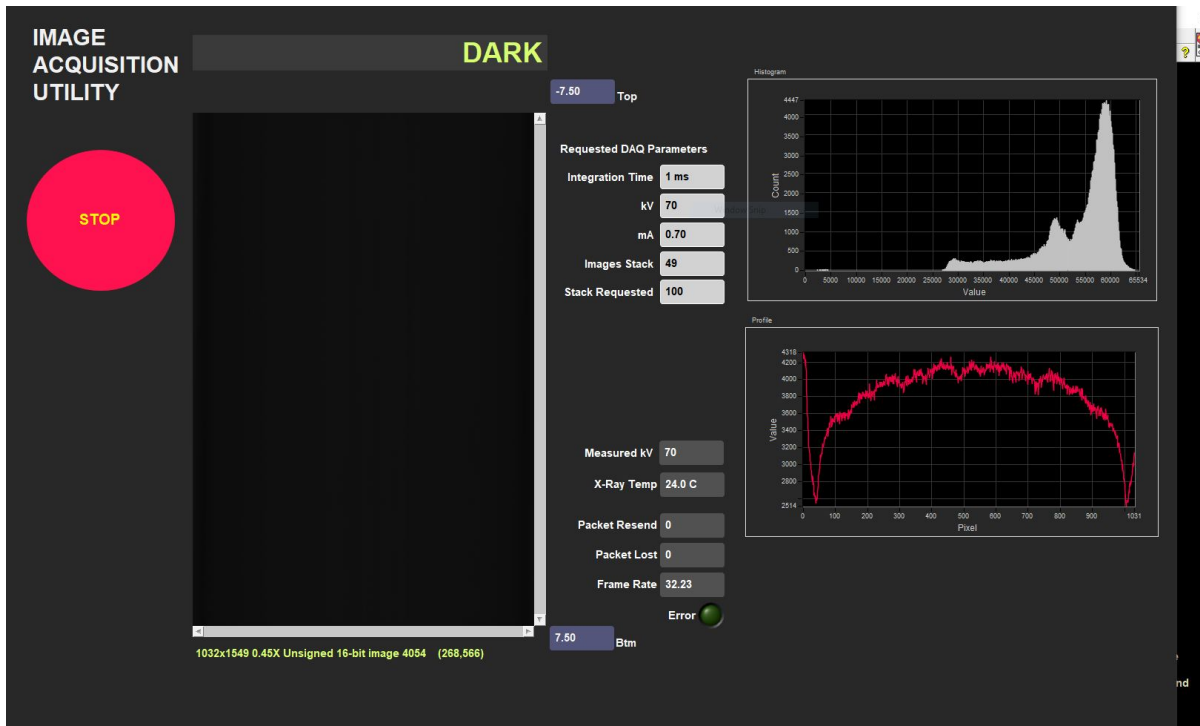 IMAGE
ACQUISITION
UTILITY
DARK
STOP
-7.50 Top
Requested DAQ Parameters
Integration Time 1 ms
kV 70
mA 0.70
Images Stack 49
Stack Requested 100
Measured kV 70
X-Ray Temp 24.0 C
Packet Resend 0
Packet Lost 0
Frame Rate 32.23
Error
7.50 Btm
1032x1549 0.45X Unsigned 16-bit image 4054 (268,566)
Histogram
4447
4000
3500
3000
2500
2000
1500
1000
500
0
Count
0 5000 10000 15000 20000 25000 30000 35000 40000 45000 50000 55000 60000 65534
Value
Profile
4318
4200
4000
3800
3600
3400
3200
3000
2800
2514
Value
0 100 200 300 400 500 600 700 800 900 1031
Pixel
?
nd